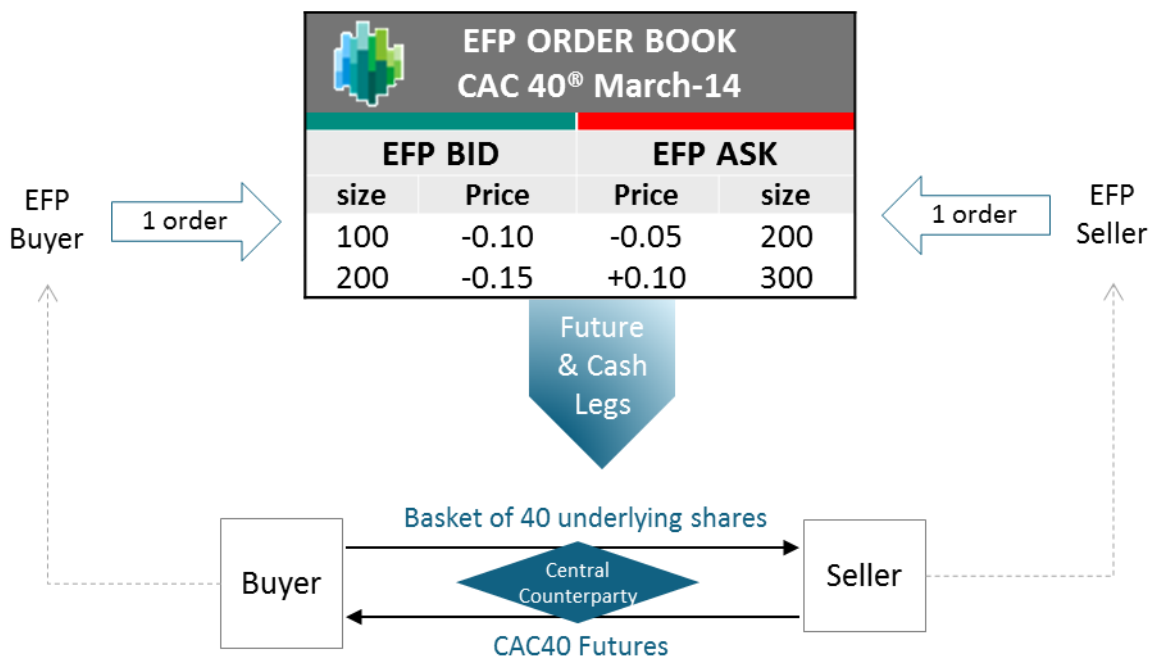 EFP ORDER BOOK
CAC 40® March-14
EFP BID EFP ASK
size Price Price size
100 -0.10 -0.05 200
200 -0.15 +0.10 300
EFP
Buyer
1 order
1 order
EFP
Seller
Future
& Cash
Legs
Basket of 40 underlying shares
Buyer
Central
Counterparty
Seller
CAC40 Futures